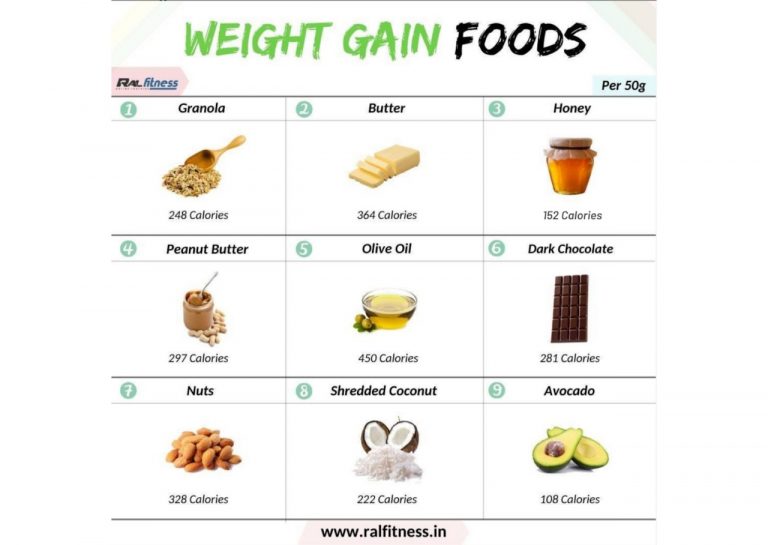 WEIGHT GAIN FOODS
RAL fitness
Per 50g
1 Granola
248 Calories
2 Butter
364 Calories
3 Honey
152 Calories
4 Peanut Butter
297 Calories
5 Olive Oil
450 Calories
6 Dark Chocolate
281 Calories
7 Nuts
328 Calories
8 Shredded Coconut
222 Calories
9 Avocado
108 Calories
www.ralfitness.in